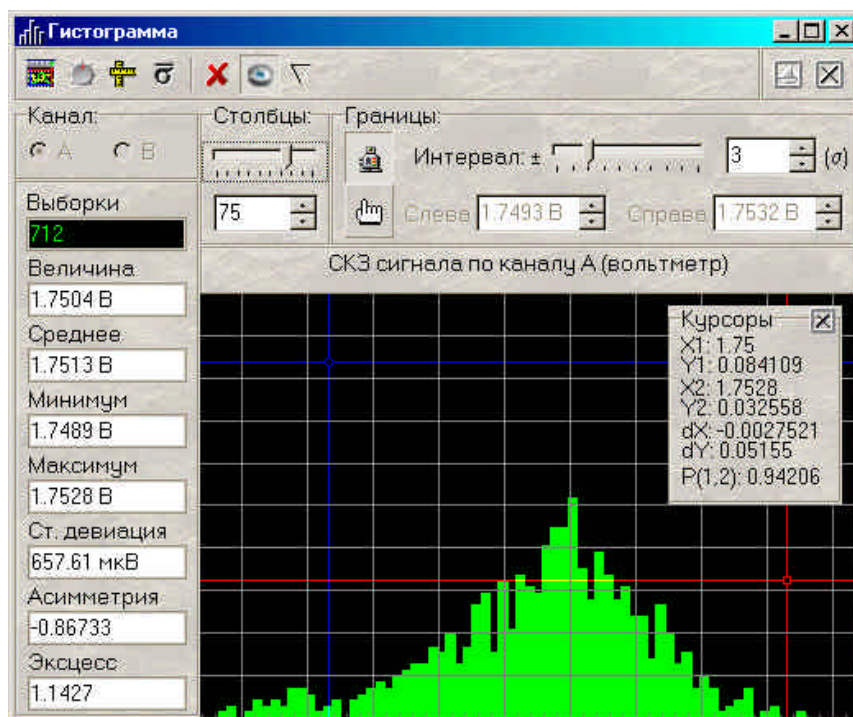 Гистограмма
Канал:
A B
Столбцы:
75
Границы:
Интервал: ± 3 (σ)
Слева 1.7493 В Справа 1.7532 В
Выборки
712
Величина
1.7504 В
Среднее
1.7513 В
Минимум
1.7489 В
Максимум
1.7528 В
Ст. девиация
657.61 мкВ
Асимметрия
-0.86733
Эксцесс
1.1427
СКЗ сигнала по каналу А (вольтметр)
Курсоры
X1: 1.75
Y1: 0.084109
X2: 1.7528
Y2: 0.032558
dX: -0.0027521
dY: 0.05155
P(1,2): 0.94206